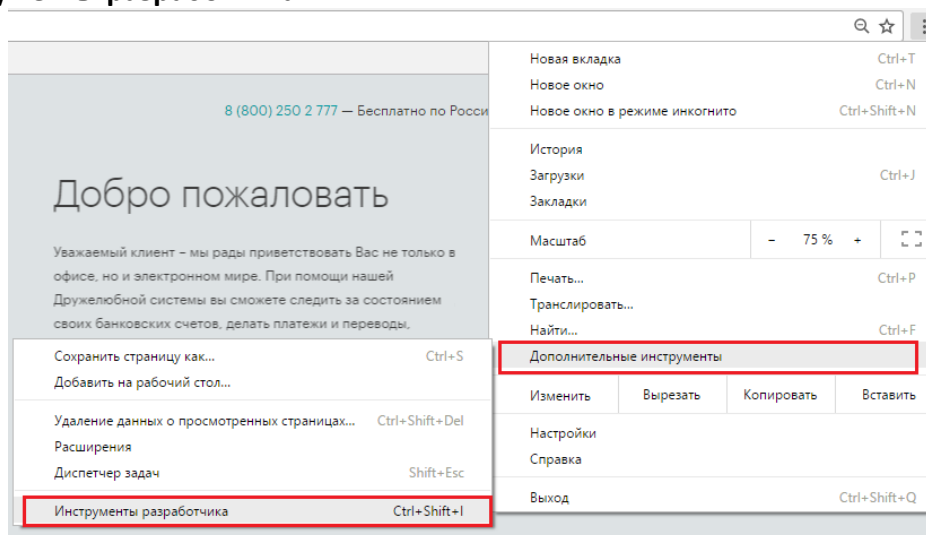 Новая вкладка Ctrl+T
Новое окно Ctrl+N
8 (800) 250 2 777 — Бесплатно по Росси
Новое окно в режиме инкогнито Ctrl+Shift+N
История
Загрузки Ctrl+J
Закладки
Добро пожаловать
Масштаб - 75 % +
Уважаемый клиент – мы рады приветствовать Вас не только в
офисе, но и электронном мире. При помощи нашей
Дружелюбной системы вы сможете следить за состоянием
своих банковских счетов, делать платежи и переводы,
Печать... Ctrl+P
Транслировать...
Найти... Ctrl+F
Дополнительные инструменты
Изменить Вырезать Копировать Вставить
Настройки
Справка
Выход Ctrl+Shift+Q
Сохранить страницу как... Ctrl+S
Добавить на рабочий стол...
Удаление данных о просмотренных страницах... Ctrl+Shift+Del
Расширения
Диспетчер задач Shift+Esc
Инструменты разработчика Ctrl+Shift+I